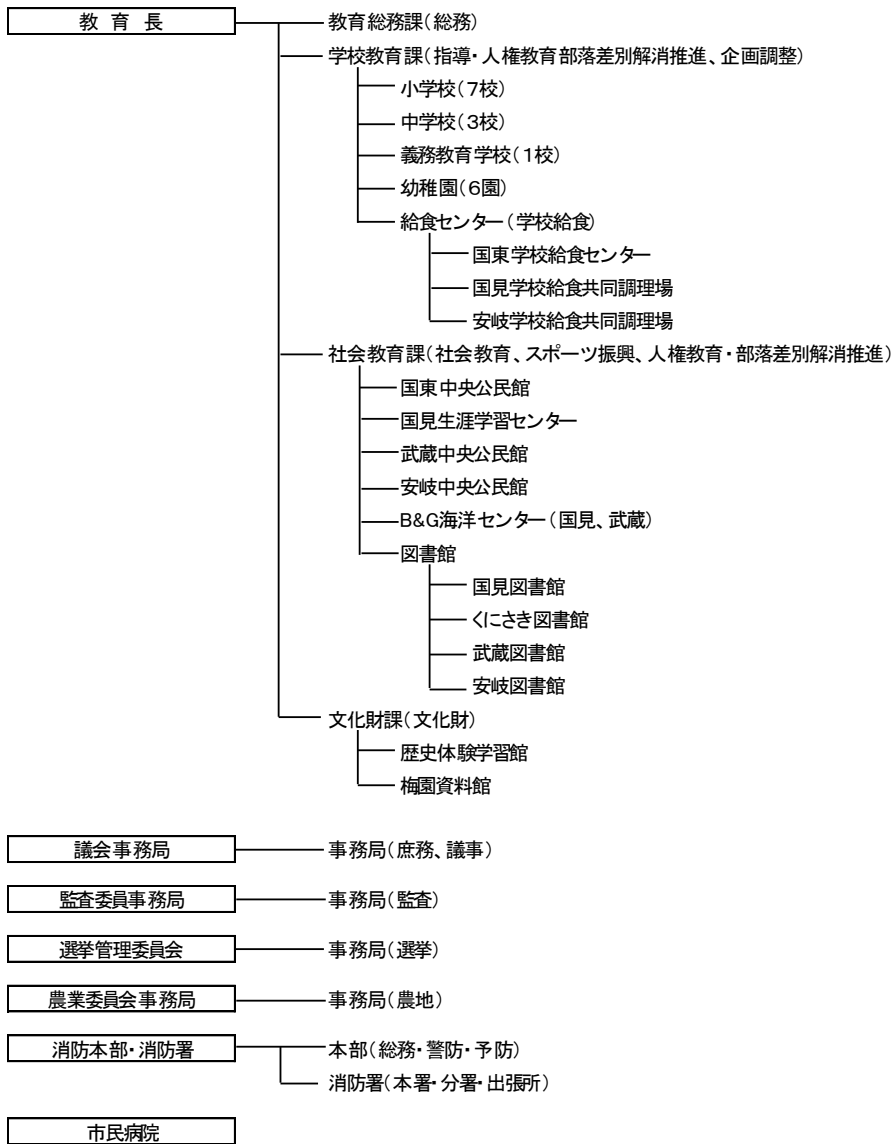 教育長 教育総務課(総務)
学校教育課(指導・人権教育部落差別解消推進、企画調整)
小学校(7校)
中学校(3校)
義務教育学校(1校)
幼稚園(6園)
給食センター(学校給食)
国東学校給食センター
国見学校給食共同調理場
安岐学校給食共同調理場
社会教育課(社会教育、スポーツ振興、人権教育・部落差別解消推進)
国東中央公民館
国見生涯学習センター
武蔵中央公民館
安岐中央公民館
B&G海洋センター(国見、武蔵)
図書館
国見図書館
くにさき図書館
武蔵図書館
安岐図書館
文化財課(文化財)
歴史体験学習館
梅園資料館
議会事務局 事務局(庶務、議事)
監査委員事務局 事務局(監査)
選挙管理委員会 事務局(選挙)
農業委員会事務局 事務局(農地)
消防本部・消防署 本部(総務・警防・予防)
消防署(本署・分署・出張所)
市民病院